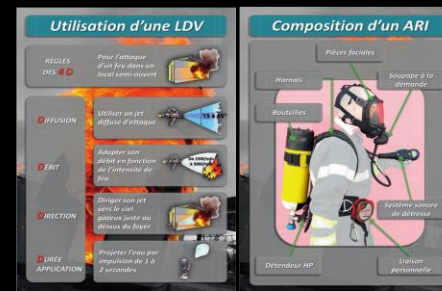 Utilisation d'une LDV
RÈGLES
DES 4D
Pour l'attaque
d'un feu dans un
local semi-ouvert
DIFFUSION
Utiliser un jet
diffusé d'attaque
15 à 45°
DÉBIT
Adapter son
débit en fonction
de l'intensité de
feu
DIRECTION
Diriger son jet
vers le ciel
gazeux juste au
dessus du foyer
DURÉE
APPLICATION
Projeter l'eau par
impulsion de 1 à
2 secondes
Composition d'un ARI
Pièces faciales
Harnais
Soupape à la
demande
Bouteilles
Système sonore
de détresse
Détendeur HP
Liaison
personnelle